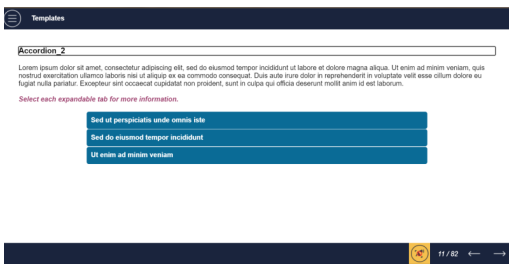 Templates
Accordion_2
Lorem ipsum dolor sit amet, consectetur adipiscing elit, sed do eiusmod tempor incididunt ut labore et dolore magna aliqua. Ut enim ad minim veniam, quis
nostrud exercitation ullamco laboris nisi ut aliquip ex ea commodo consequat. Duis aute irure dolor in reprehenderit in voluptate velit esse cillum dolore eu
fugiat nulla pariatur. Excepteur sint occaecat cupidatat non proident, sunt in culpa qui officia deserunt mollit anim id est laborum.
Select each expandable tab for more information.
Sed ut perspiciatis unde omnis iste
Sed do eiusmod tempor incididunt
Ut enim ad minim veniam
11 / 82